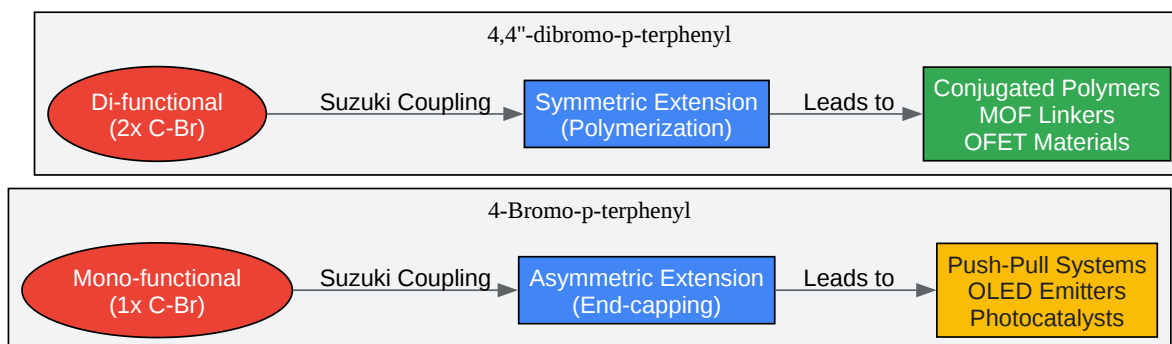 4,4"-dibromo-p-terphenyl
Di-functional
(2x C-Br)
Suzuki Coupling
Symmetric Extension
(Polymerization)
Leads to
Conjugated Polymers
MOF Linkers
OFET Materials
4-Bromo-p-terphenyl
Mono-functional
(1x C-Br)
Suzuki Coupling
Asymmetric Extension
(End-capping)
Leads to
Push-Pull Systems
OLED Emitters
Photocatalysts